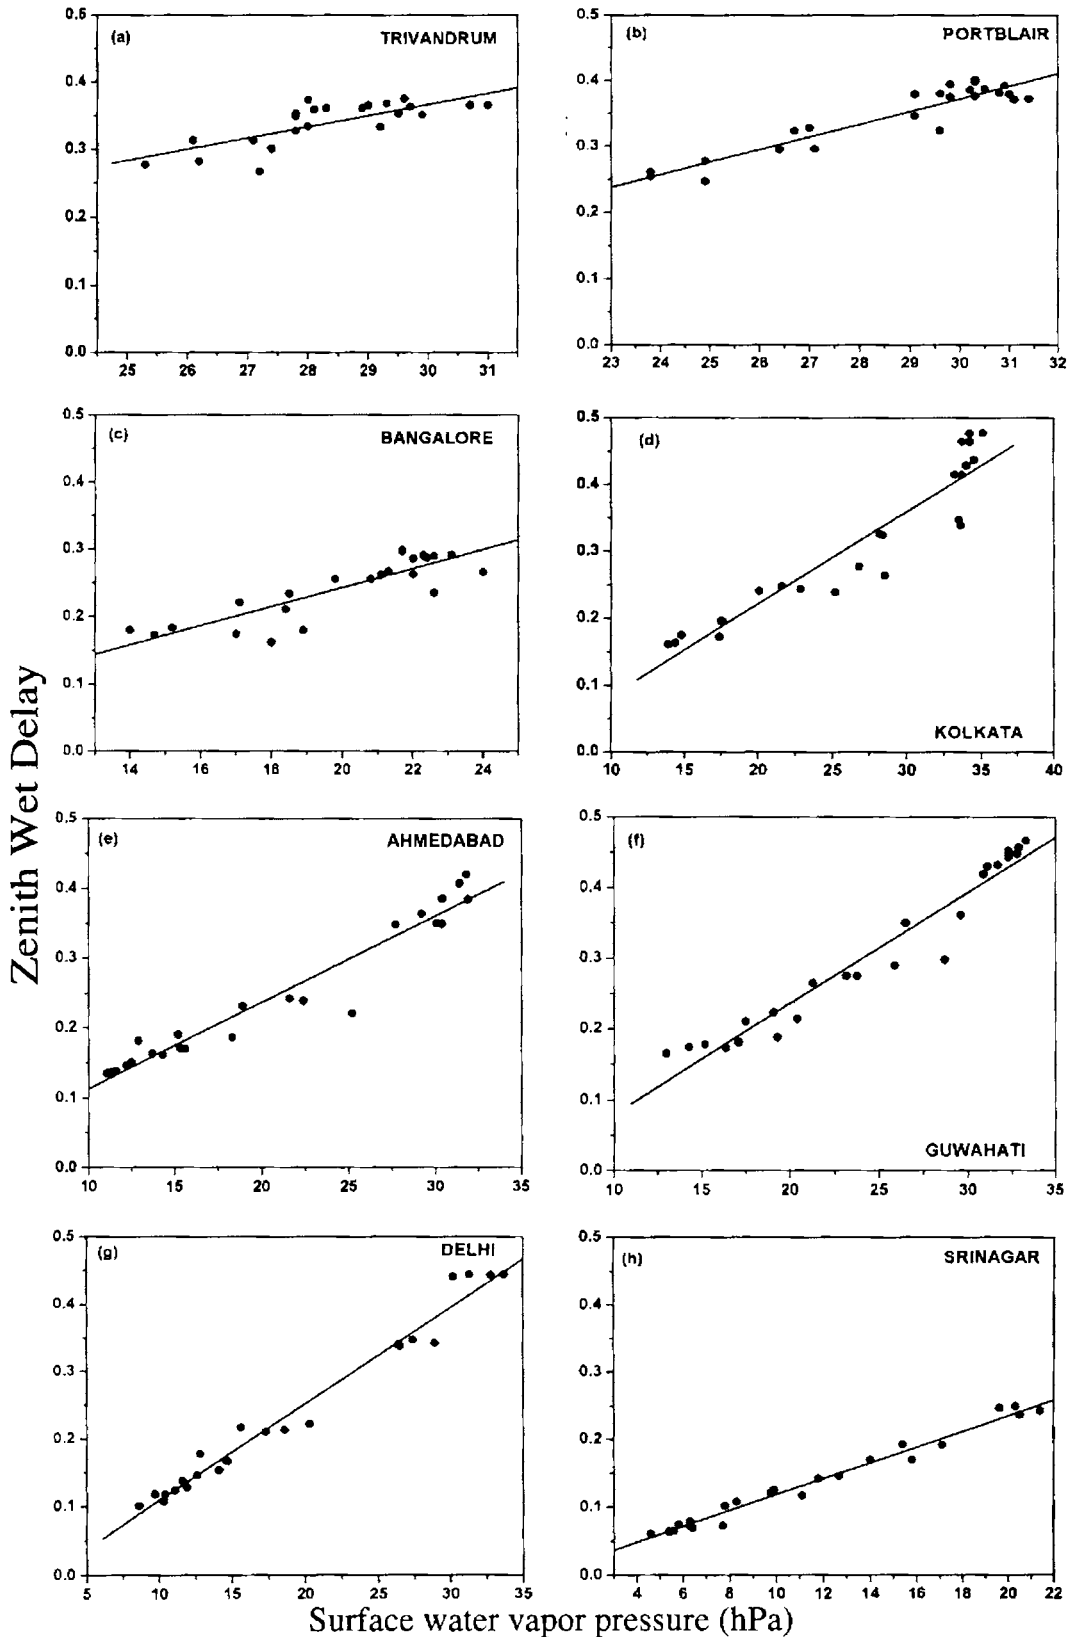 (a) TRIVANDRUM
0.5
0.4
0.3
0.2
0.1
0.0
25 26 27 28 29 30 31
(b) PORTBLAIR
0.5
0.4
0.3
0.2
0.1
0.0
23 24 25 26 27 28 29 30 31 32
(c) BANGALORE
0.5
0.4
0.3
0.2
0.1
0.0
14 16 18 20 22 24
(d)
0.5
0.4
0.3
0.2
0.1
0.0
KOLKATA
10 15 20 25 30 35 40
Zenith Wet Delay
(e) AHMEDABAD
0.5
0.4
0.3
0.2
0.1
0.0
10 15 20 25 30 35
(f)
0.5
0.4
0.3
0.2
0.1
0.0
GUWAHATI
10 15 20 25 30 35
(g) DELHI
0.5
0.4
0.3
0.2
0.1
0.0
5 10 15 20 25 30 35
(h) SRINAGAR
0.5
0.4
0.3
0.2
0.1
0.0
4 6 8 10 12 14 16 18 20 22
Surface water vapor pressure (hPa)